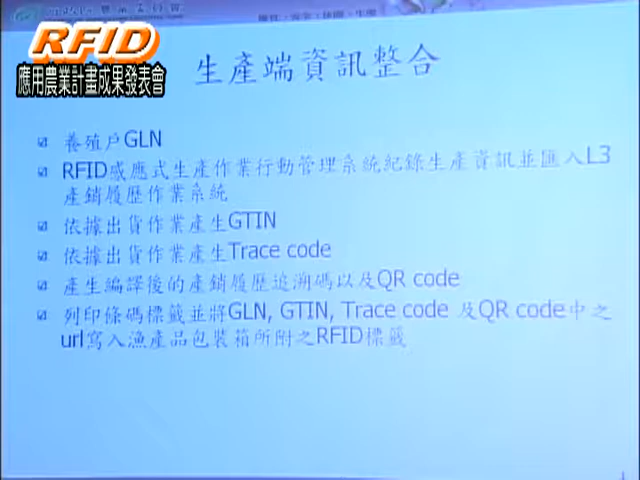 RFID
應用農業計畫成果發表會
生產端資訊整合
養殖戶GLN
RFID感應式生產作業行動管理系統紀錄生產資訊並匯入L3
產銷履歷作業系統
依據出貨作業產生GTIN
依據出貨作業產生Trace code
產生編譯後的產銷履歷追溯碼以及QR code
列印條碼標籤並將GLN, GTIN, Trace code 及QR code中之
url寫入漁產品包裝箱所附之RFID標籤